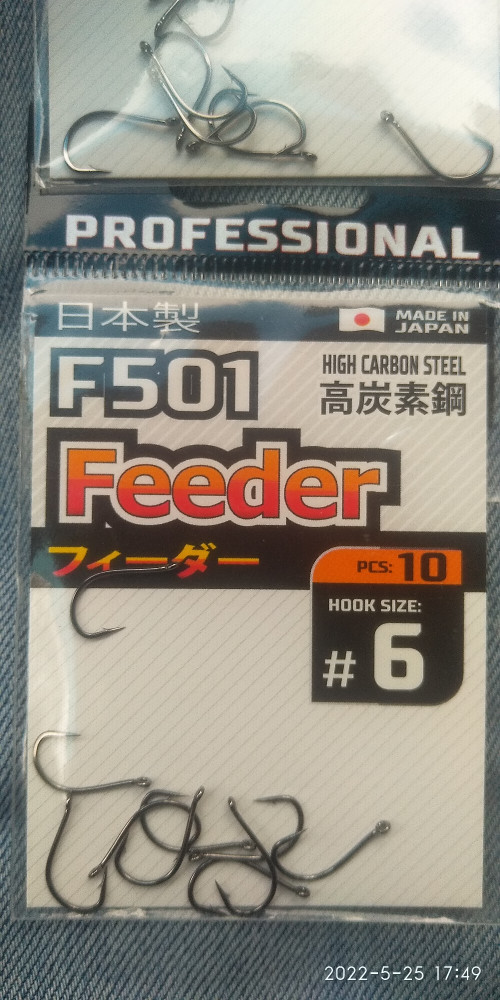 PROFESSIONAL
日本製
MADE IN
JAPAN
F501
HIGH CARBON STEEL
高炭素鋼
Feeder
フィーダー
PCS: 10
HOOK SIZE:
# 6
2022-5-25 17:49